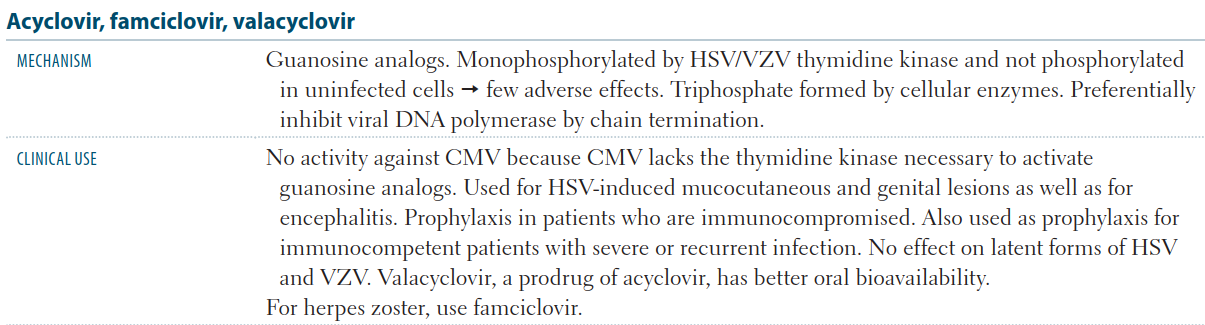 Acyclovir, famciclovir, valacyclovir
MECHANISM
Guanosine analogs. Monophosphorylated by HSV/VZV thymidine kinase and not phosphorylated
in uninfected cells → few adverse effects. Triphosphate formed by cellular enzymes. Preferentially
inhibit viral DNA polymerase by chain termination.
CLINICAL USE
No activity against CMV because CMV lacks the thymidine kinase necessary to activate
guanosine analogs. Used for HSV-induced mucocutaneous and genital lesions as well as for
encephalitis. Prophylaxis in patients who are immunocompromised. Also used as prophylaxis for
immunocompetent patients with severe or recurrent infection. No effect on latent forms of HSV
and VZV. Valacyclovir, a prodrug of acyclovir, has better oral bioavailability.
For herpes zoster, use famciclovir.